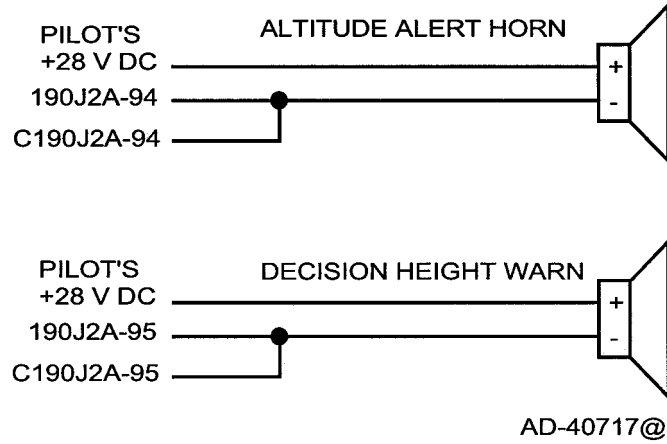 PILOT'S
+28 V DC
ALTITUDE ALERT HORN
190J2A-94
C190J2A-94
+
-
PILOT'S
+28 V DC
DECISION HEIGHT WARN
190J2A-95
C190J2A-95
+
-
AD-40717@